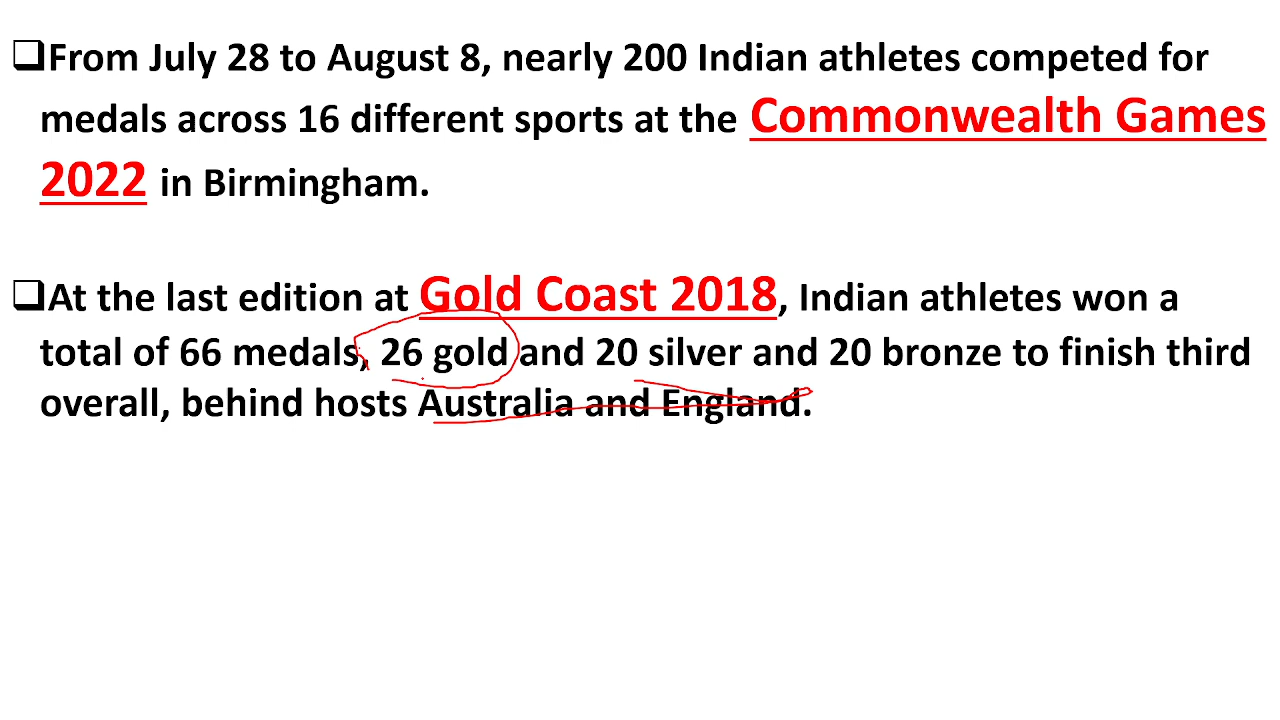 From July 28 to August 8, nearly 200 Indian athletes competed for
medals across 16 different sports at the Commonwealth Games
2022 in Birmingham.
At the last edition at Gold Coast 2018, Indian athletes won a
total of 66 medals, 26 gold and 20 silver and 20 bronze to finish third
overall, behind hosts Australia and England.